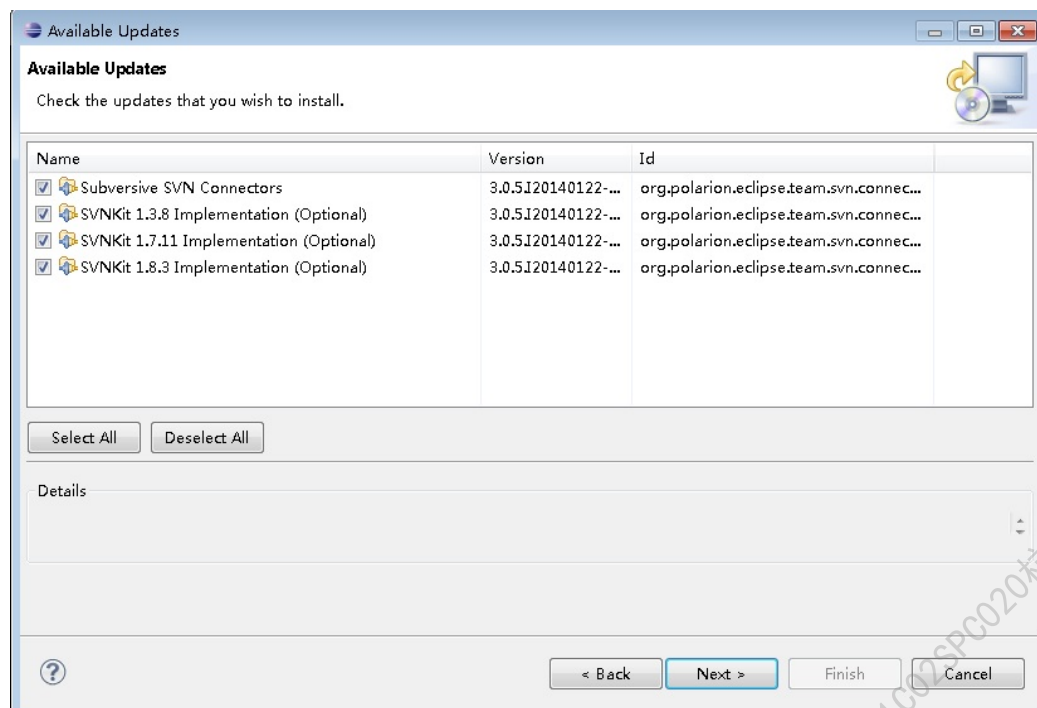 Available Updates
Available Updates
Check the updates that you wish to install.
Name Version Id
Subversive SVN Connectors 3.0.5.I20140122-... org.polarion.eclipse.team.svn.connec...
SVNKit 1.3.8 Implementation (Optional) 3.0.5.I20140122-... org.polarion.eclipse.team.svn.connec...
SVNKit 1.7.11 Implementation (Optional) 3.0.5.I20140122-... org.polarion.eclipse.team.svn.connec...
SVNKit 1.8.3 Implementation (Optional) 3.0.5.I20140122-... org.polarion.eclipse.team.svn.connec...
Select All Deselect All
Details
< Back Next > Finish Cancel